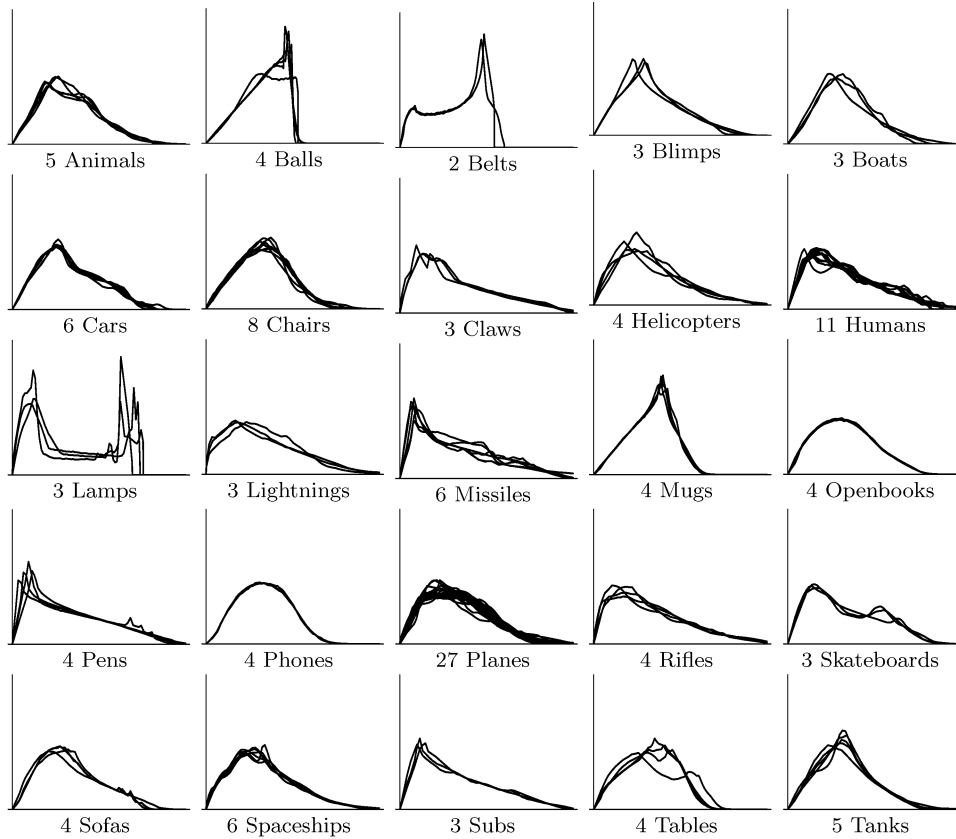 5 Animals
4 Balls
2 Belts
3 Blimps
3 Boats
6 Cars
8 Chairs
3 Claws
4 Helicopters
11 Humans
3 Lamps
3 Lightnings
6 Missiles
4 Mugs
4 Openbooks
4 Pens
4 Phones
27 Planes
4 Rifles
3 Skateboards
4 Sofas
6 Spaceships
3 Subs
4 Tables
5 Tanks